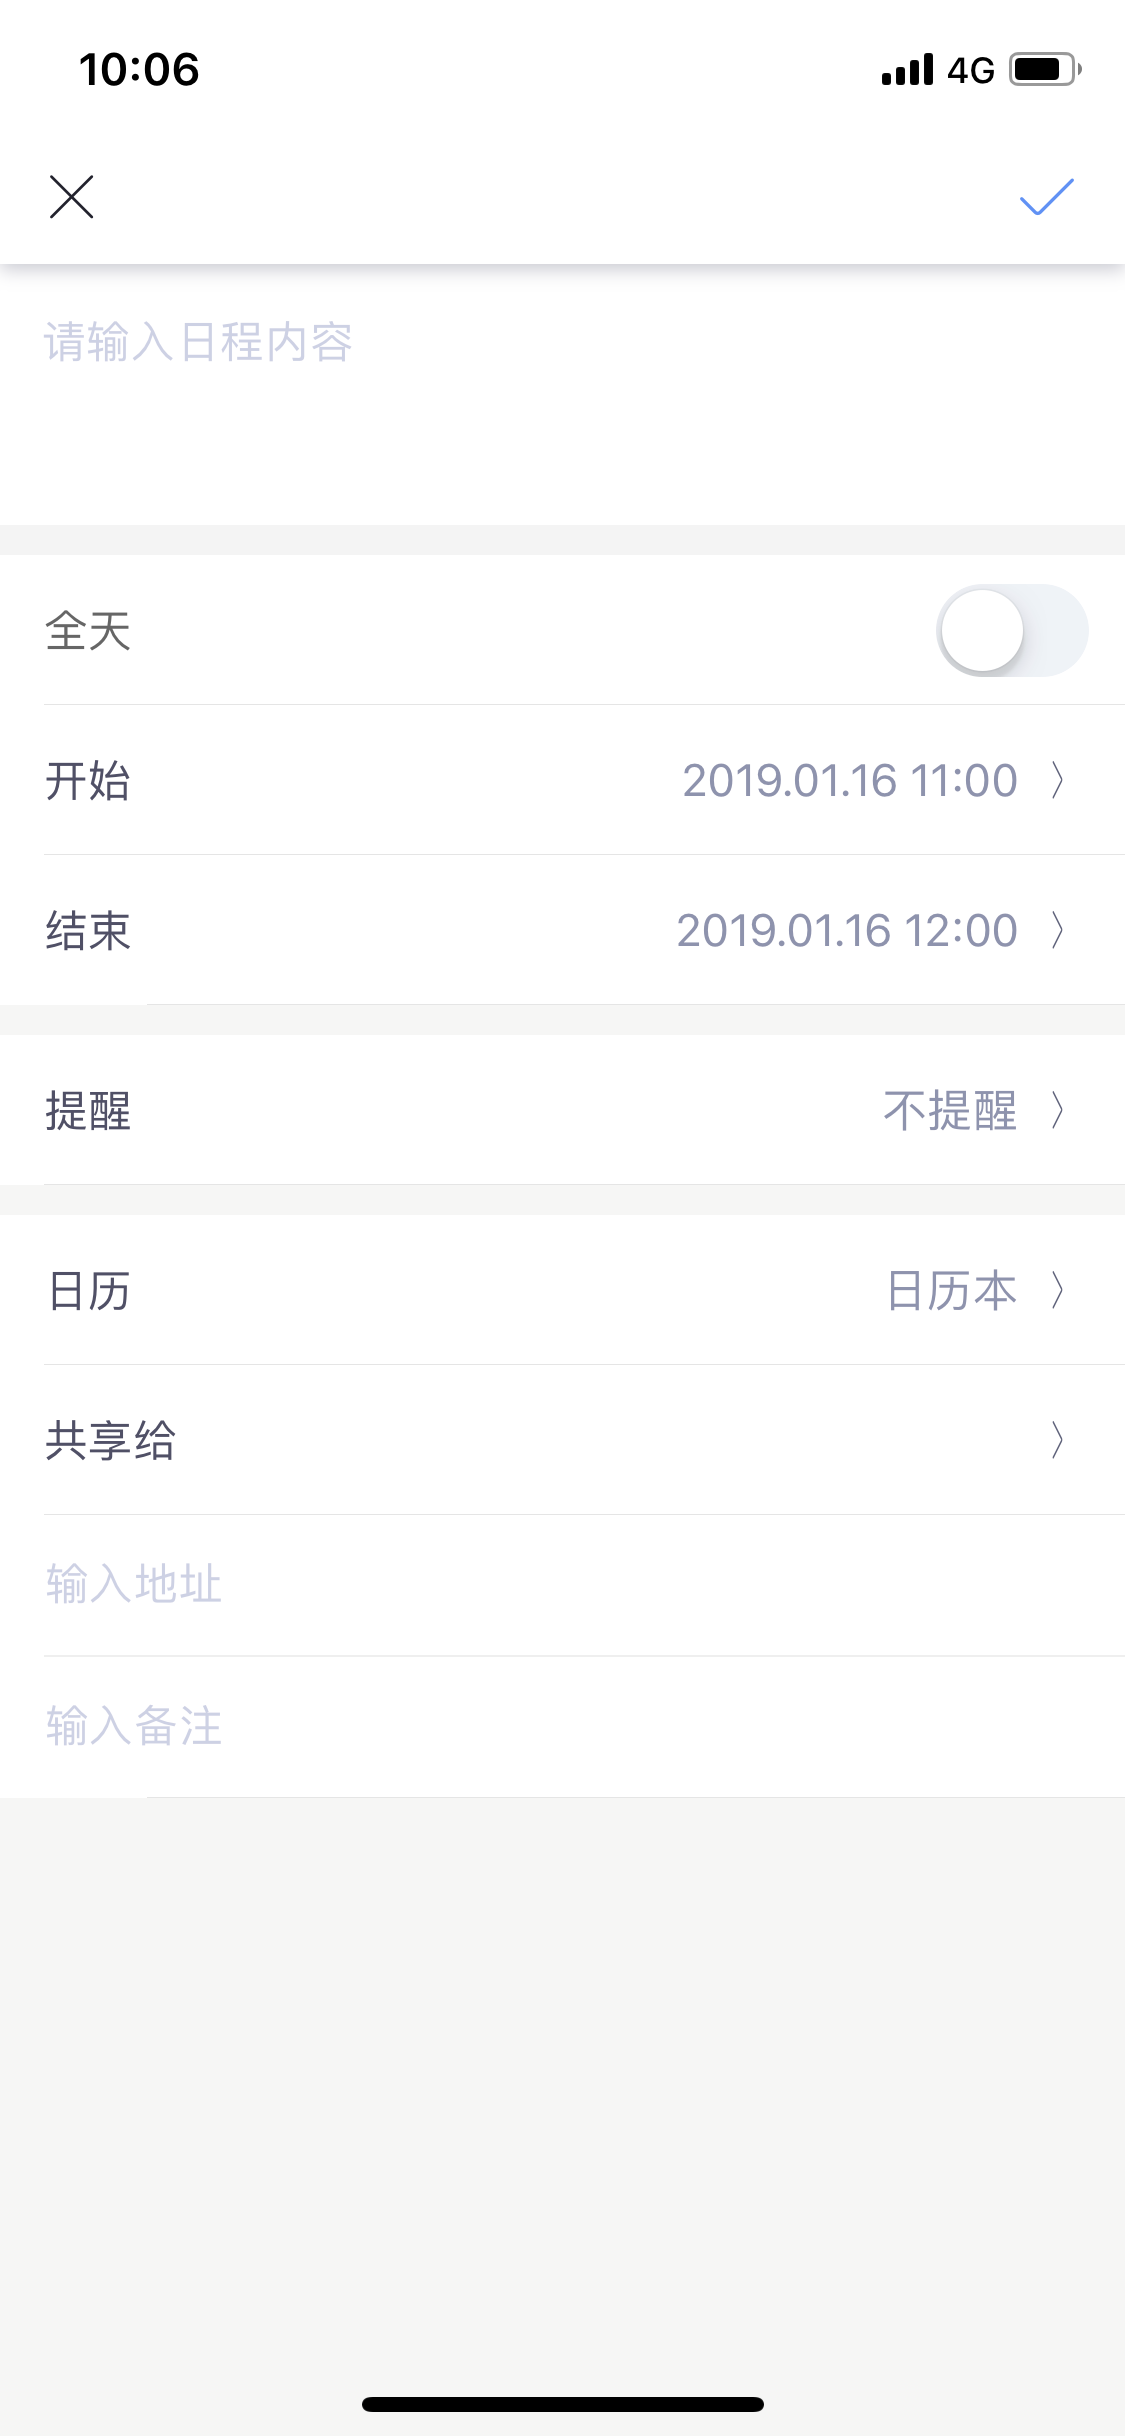 10:06 4G
请输入日程内容
全天
开始 2019.01.16 11:00
结束 2019.01.16 12:00
提醒 不提醒
日历 日历本
共享给
输入地址
输入备注